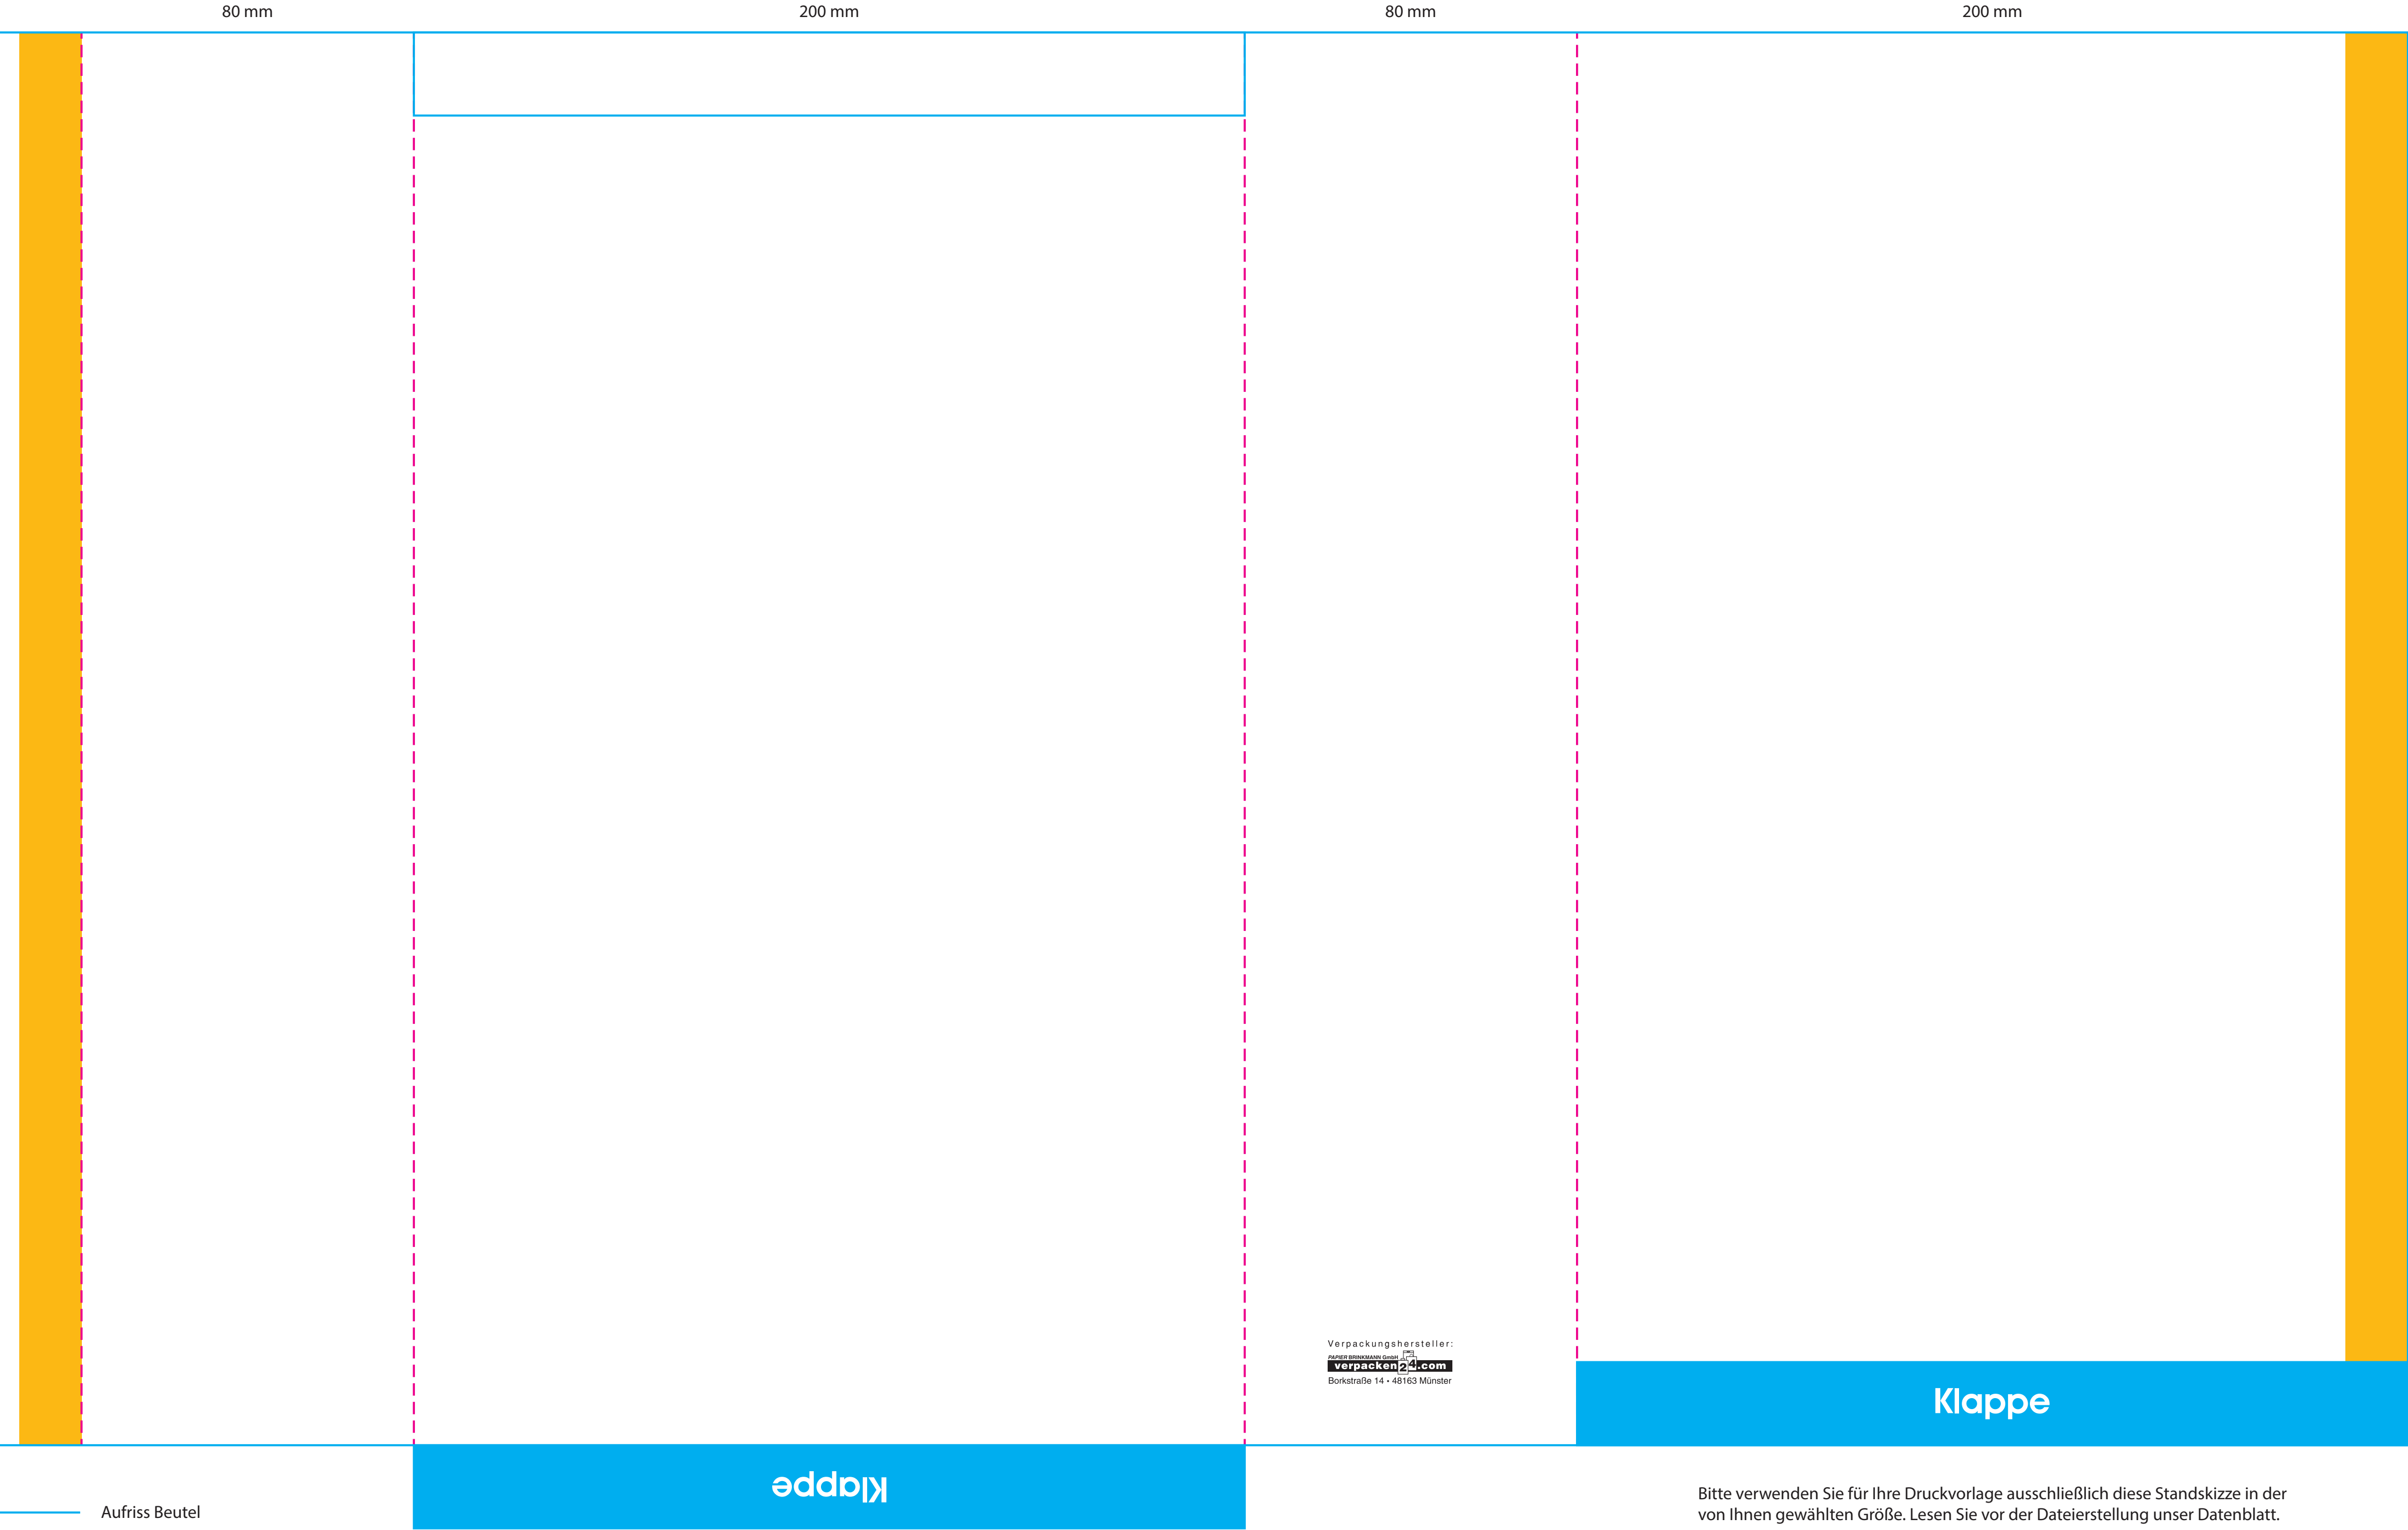 80 mm
200 mm
80 mm
200 mm
Verpackungshersteller:
PAPIER BRINKMANN GmbH
verpacken24.com
Borkstraße 14 • 48163 Münster
Klappe
Klappe
Aufriss Beutel
Bitte verwenden Sie für Ihre Druckvorlage ausschließlich diese Standskizze in der
von Ihnen gewählten Größe. Lesen Sie vor der Dateierstellung unser Datenblatt.